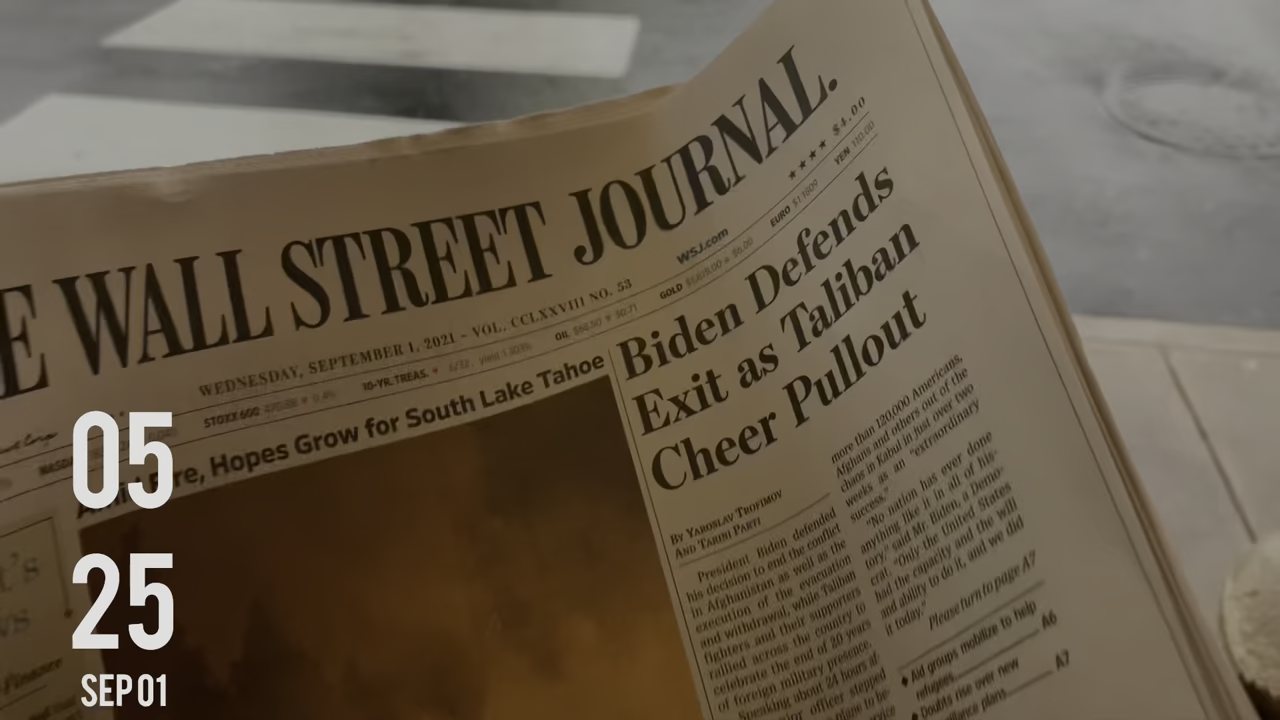 E WALL STREET JOURNAL.
★★★★ $4.00
WEDNESDAY, SEPTEMBER 1, 2021 ~ VOL. CCLXXVIII NO. 53
WSJ.com
STOXX 600
10-YR. TREAS.
OIL
GOLD
EURO
YEN 110.00
Fire, Hopes Grow for South Lake Tahoe
Biden Defends
Exit as Taliban
Cheer Pullout
BY YAROSLAV TROFIMOV
AND TARINI PARTI
President Biden defended
his decision to end the conflict
in Afghanistan as well as the
execution of the evacuation
and withdrawal, while Taliban
fighters and their supporters
rallied across the country to
celebrate the end of 20 years
of foreign military presence.
Speaking about 24 hours af-
officer stepped
more than 120,000 Americans,
Afghans and others out of the
chaos in Kabul in just over two
weeks, as an "extraordinary
success."
"No nation has ever done
anything like it in all of his-
tory," said Mr. Biden, a Demo-
crat. "Only the United States
had the capacity and the will
and ability to do it, and we did
it today."
Please turn to page A7
◆ Aid groups mobilize to help
refugees A6
◆ Doubts rise over new
plans A7
05
25
SEP 01